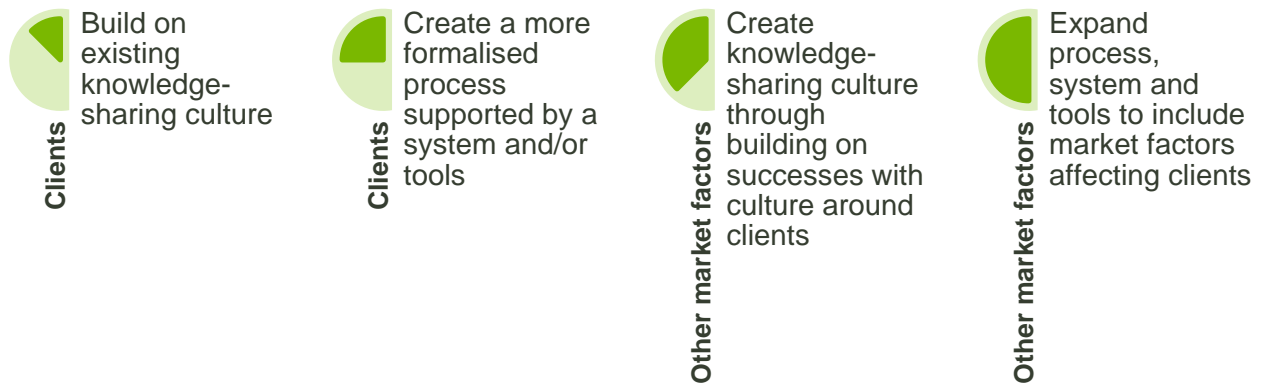 Build on
existing
knowledge-
sharing culture
Clients
Create a more
formalised
process
supported by a
system and/or
tools
Clients
Create
knowledge-
sharing culture
through
building on
successes with
culture around
clients
Other market factors
Expand
process,
system and
tools to include
market factors
affecting clients
Other market factors